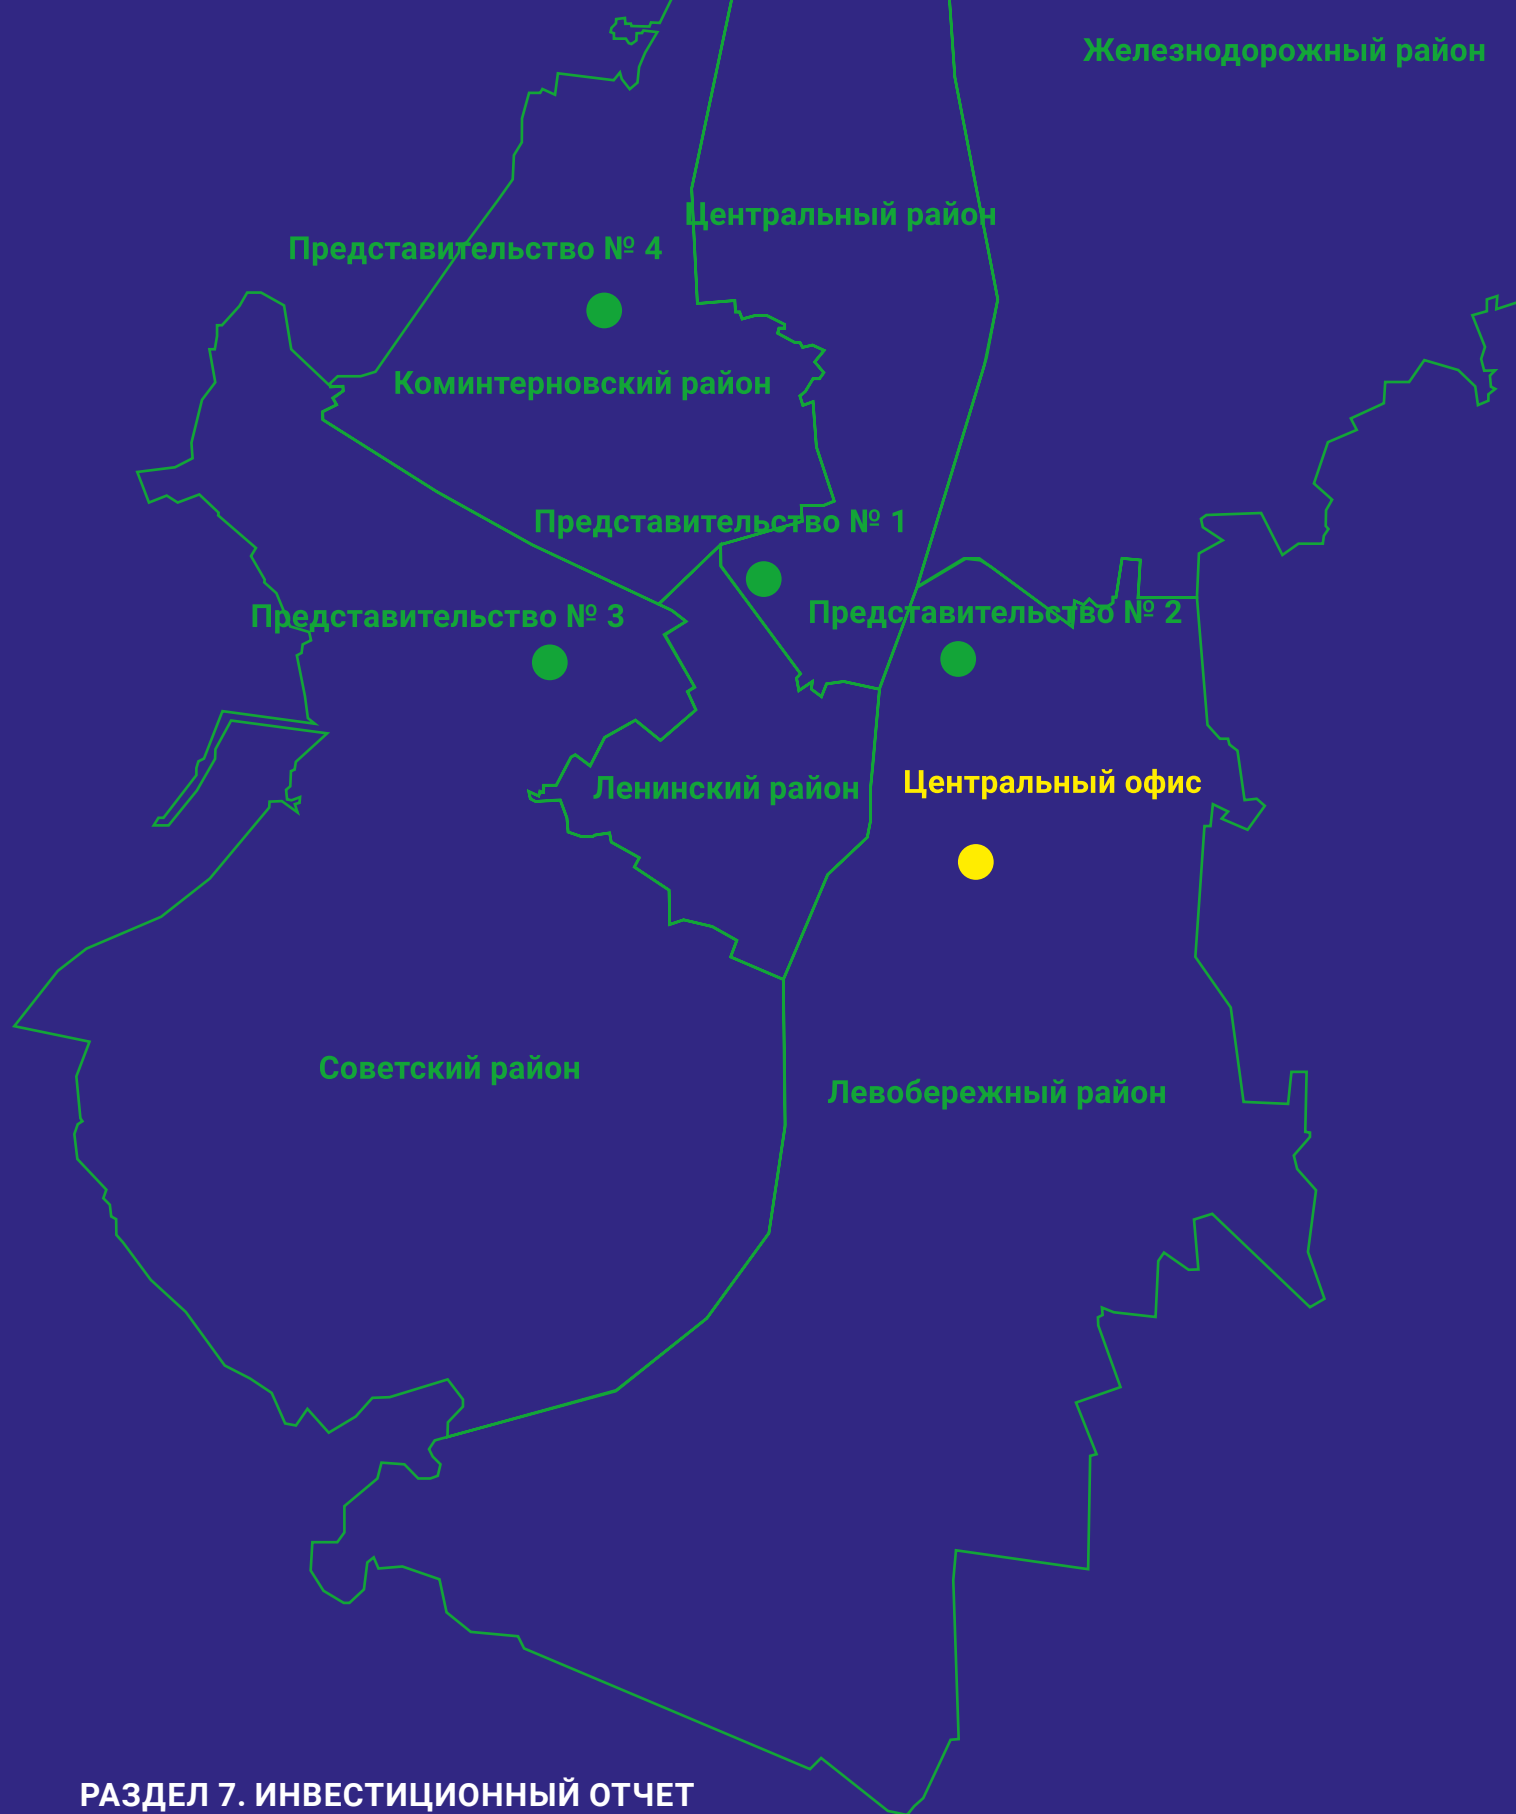 Железнодорожный район
Центральный район
Представительство № 4
Коминтерновский район
Представительство № 1
Представительство № 2
Представительство № 3
Центральный офис
Ленинский район
Советский район
Левобережный район
РАЗДЕЛ 7. ИНВЕСТИЦИОННЫЙ ОТЧЕТ